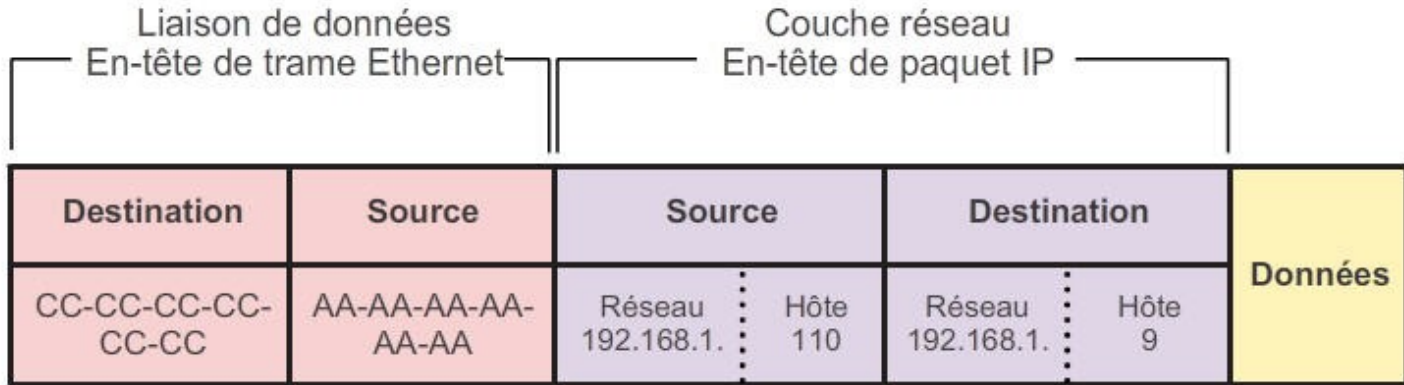 Liaison de données
En-tête de trame Ethernet
Couche réseau
En-tête de paquet IP
Destination
Source
Source
Destination
Données
CC-CC-CC-CC-
CC-CC
AA-AA-AA-AA-
AA-AA
Réseau
192.168.1.
Hôte
110
Réseau
192.168.1.
Hôte
9